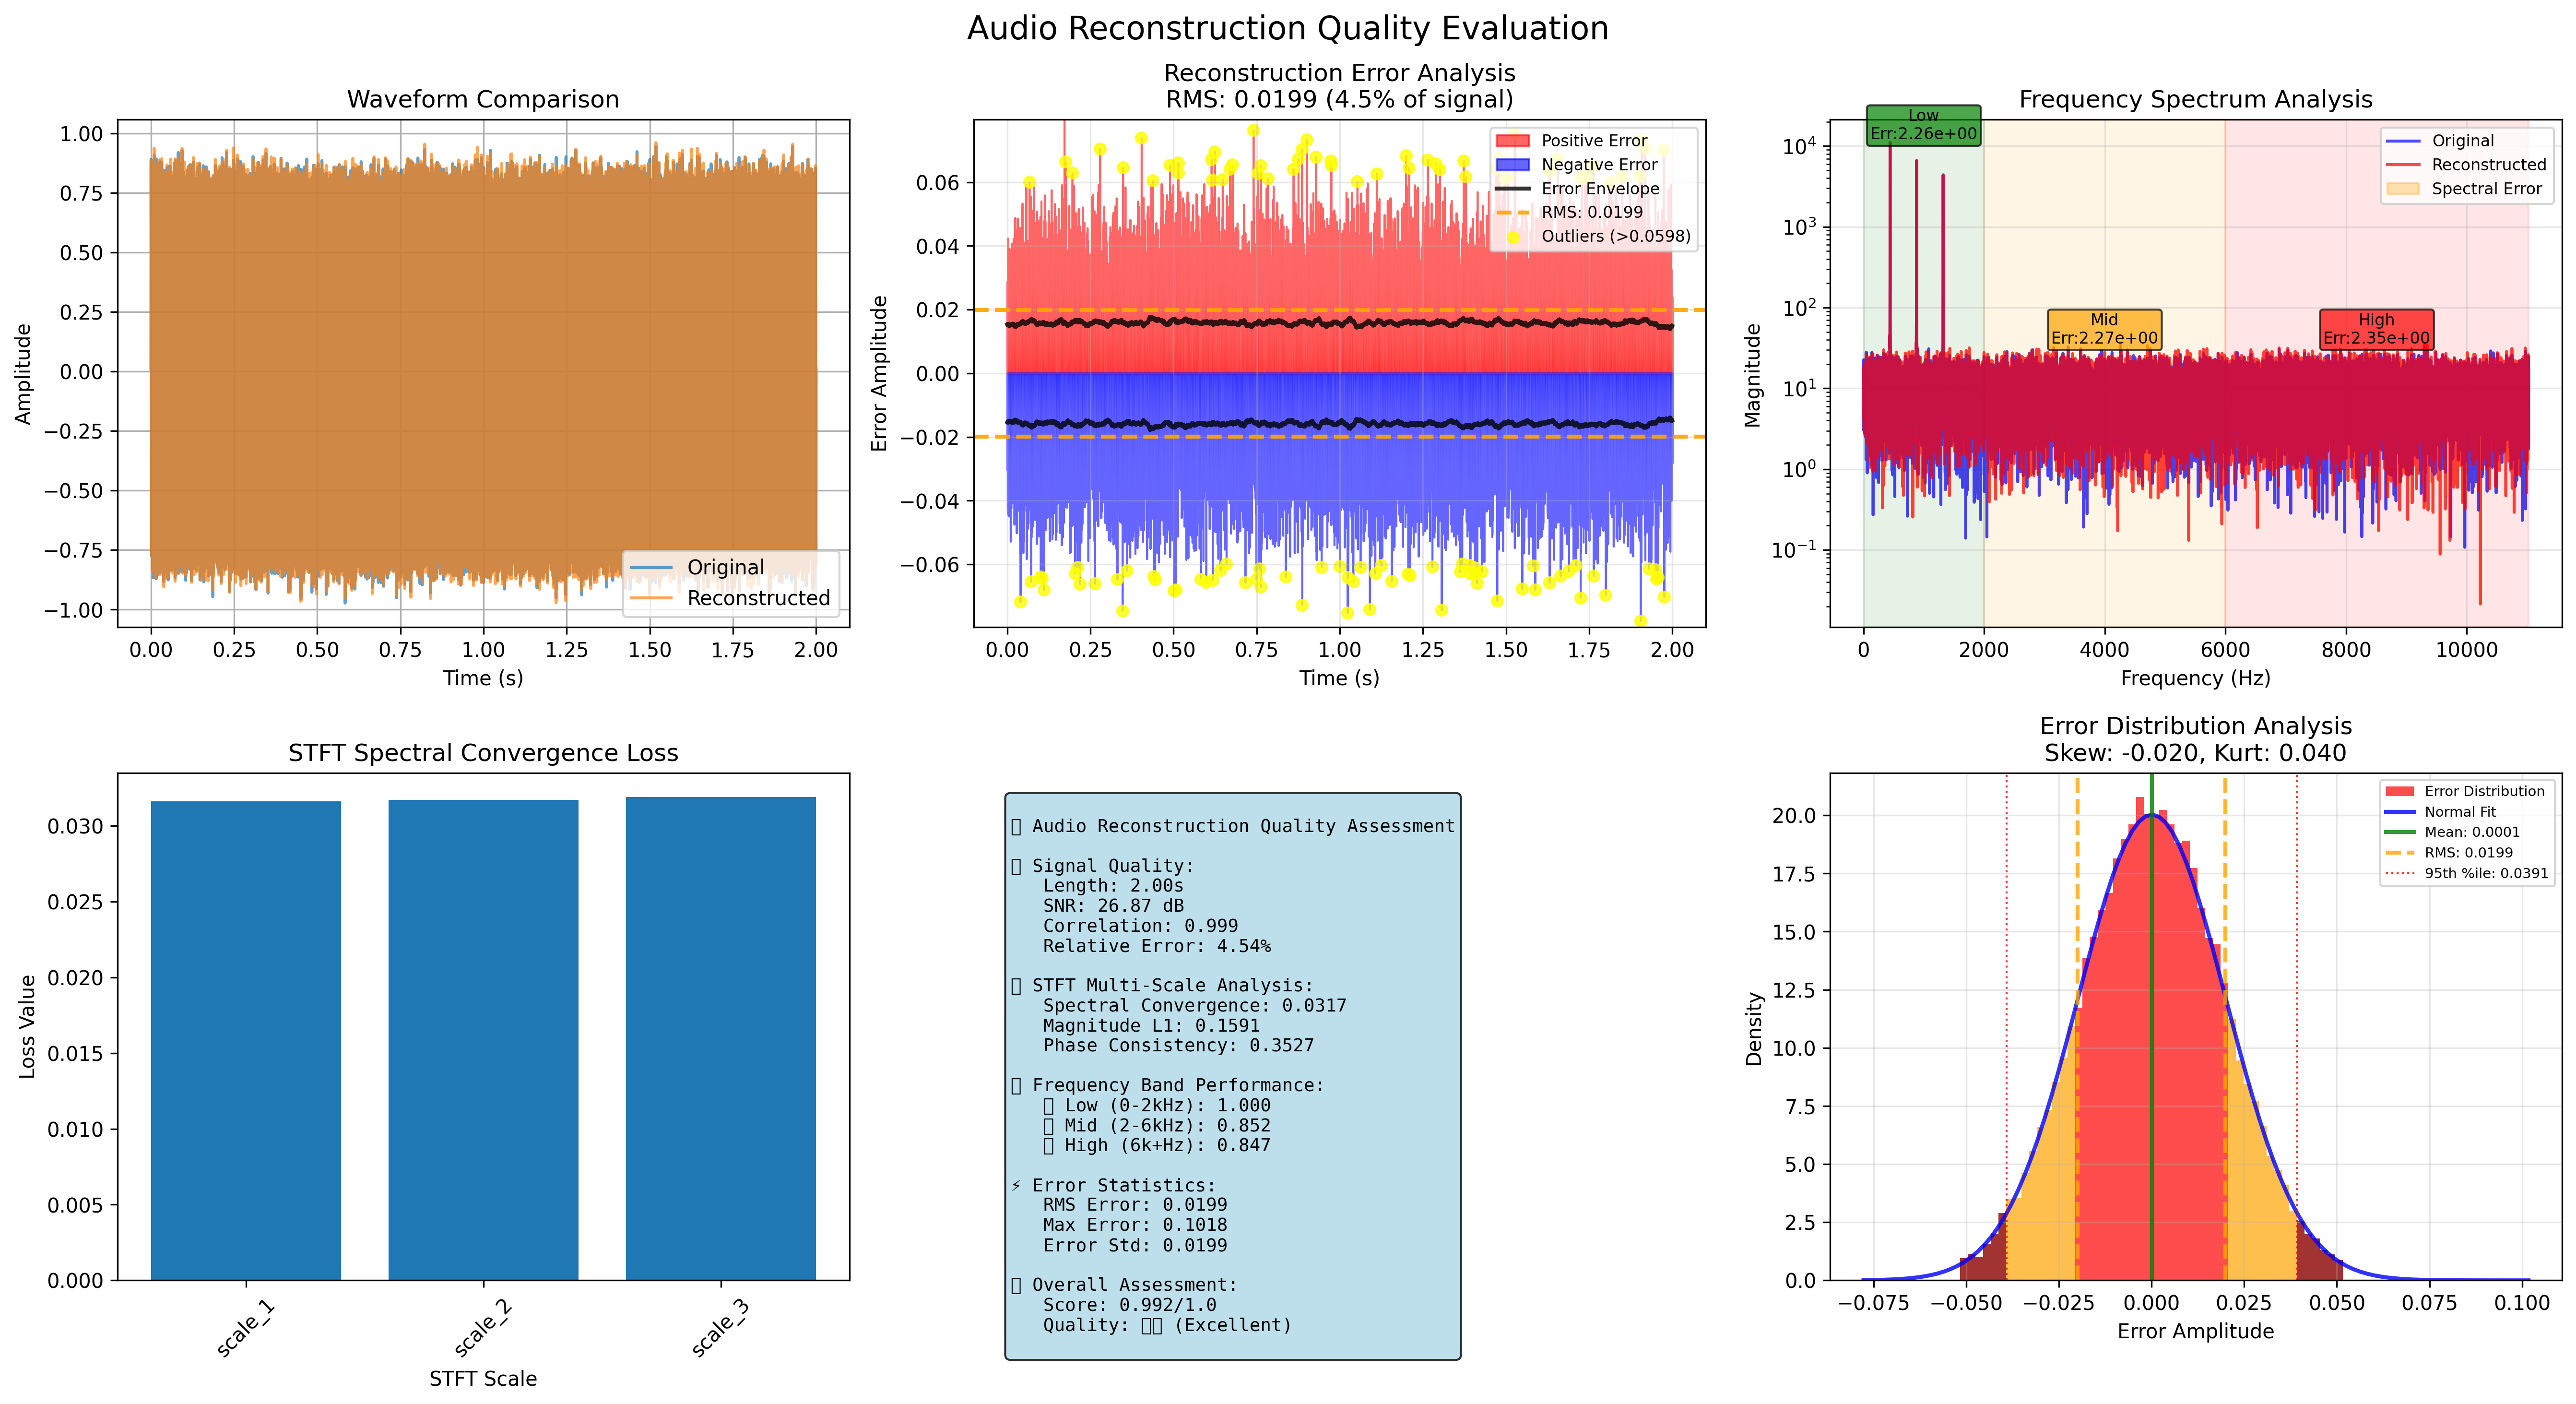 Audio Reconstruction Quality Evaluation
Waveform Comparison
1.00
0.75
0.50
0.25
0.00
−0.25
−0.50
−0.75
−1.00
Amplitude
Original
Reconstructed
0.00 0.25 0.50 0.75 1.00 1.25 1.50 1.75 2.00
Time (s)
Reconstruction Error Analysis
RMS: 0.0199 (4.5% of signal)
0.06
0.04
0.02
0.00
−0.02
−0.04
−0.06
Error Amplitude
Positive Error
Negative Error
Error Envelope
RMS: 0.0199
Outliers (>0.0598)
0.00 0.25 0.50 0.75 1.00 1.25 1.50 1.75 2.00
Time (s)
Frequency Spectrum Analysis
10⁴
10³
10²
10¹
10⁰
10⁻¹
Magnitude
Low
Err:2.26e+00
Mid
Err:2.27e+00
High
Err:2.35e+00
Original
Reconstructed
Spectral Error
0 2000 4000 6000 8000 10000
Frequency (Hz)
STFT Spectral Convergence Loss
0.030
0.025
0.020
0.015
0.010
0.005
0.000
Loss Value
scale_1 scale_2 scale_3
STFT Scale
Audio Reconstruction Quality Assessment
Signal Quality:
Length: 2.00s
SNR: 26.87 dB
Correlation: 0.999
Relative Error: 4.54%
STFT Multi-Scale Analysis:
Spectral Convergence: 0.0317
Magnitude L1: 0.1591
Phase Consistency: 0.3527
Frequency Band Performance:
Low (0-2kHz): 1.000
Mid (2-6kHz): 0.852
High (6k+Hz): 0.847
⚡ Error Statistics:
RMS Error: 0.0199
Max Error: 0.1018
Error Std: 0.0199
Overall Assessment:
Score: 0.992/1.0
Quality: (Excellent)
Error Distribution Analysis
Skew: -0.020, Kurt: 0.040
20.0
17.5
15.0
12.5
10.0
7.5
5.0
2.5
0.0
Density
Error Distribution
Normal Fit
Mean: 0.0001
RMS: 0.0199
95th %ile: 0.0391
−0.075 −0.050 −0.025 0.000 0.025 0.050 0.075 0.100
Error Amplitude